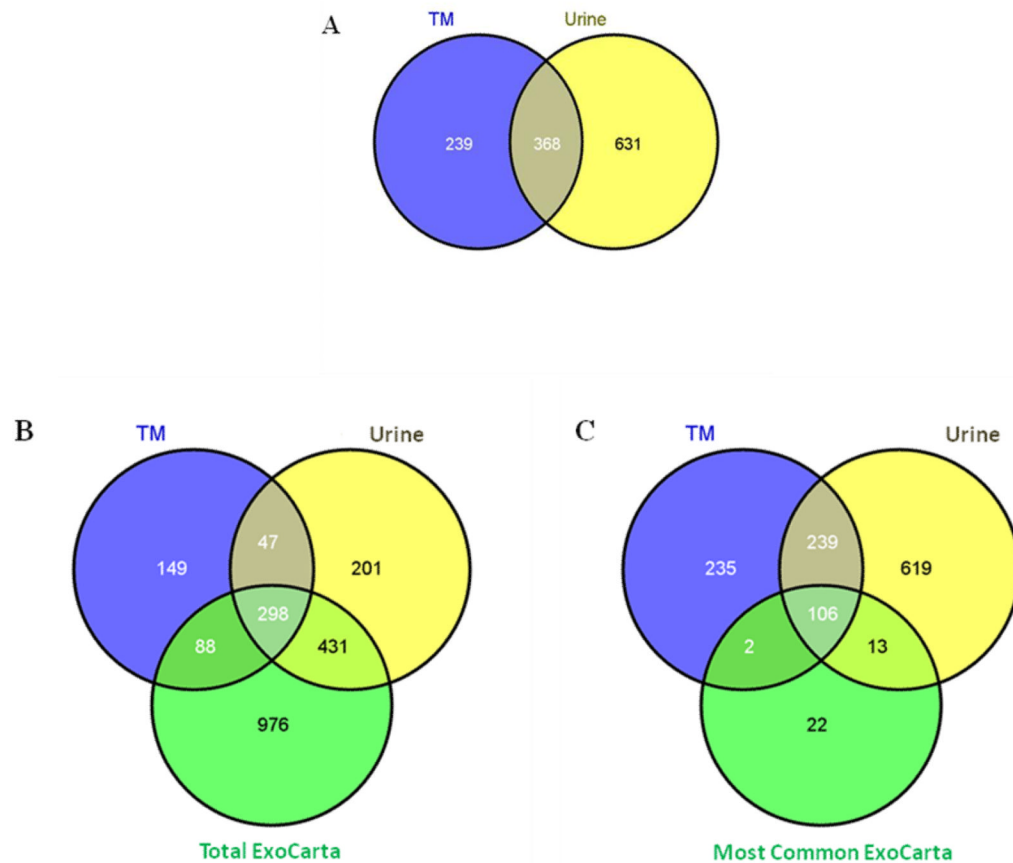 A
TM Urine
239 368 631
B
TM Urine
47
149 201
298
88 431
976
Total ExoCarta
C
TM Urine
239
235 619
106
2 13
22
Most Common ExoCarta